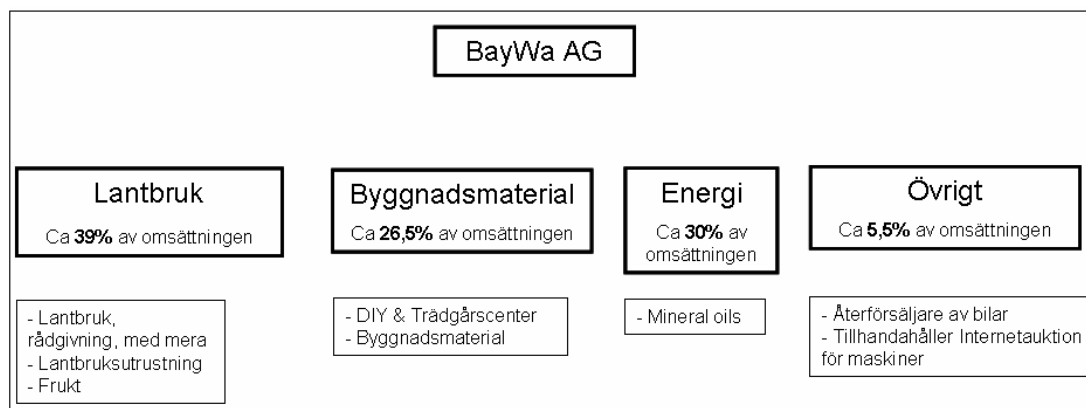 BayWa AG
Lantbruk
Ca 39% av omsättningen
Byggnadsmaterial
Ca 26,5% av omsättningen
Energi
Ca 30% av
omsättningen
Övrigt
Ca 5,5% av omsättningen
- Lantbruk,
rådgivning, med mera
- Lantbruksutrustning
- Frukt
- DIY & Trädgårscenter
- Byggnadsmaterial
- Mineral oils
- Återförsäljare av bilar
- Tillhandahåller Internetauktion
för maskiner